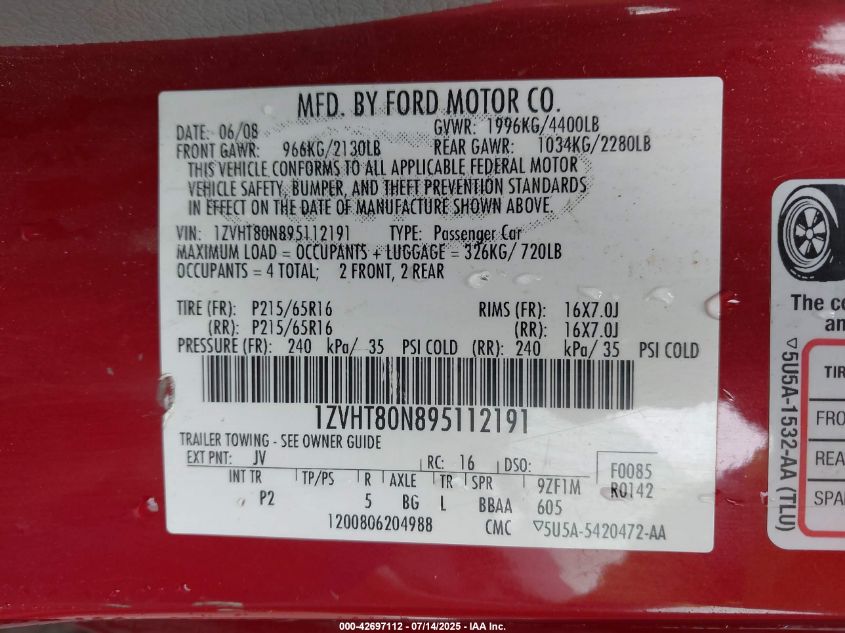 MFD. BY FORD MOTOR CO.
DATE: 06/08 GVWR: 1996KG/4400LB
FRONT GAWR: 966KG/2130LB REAR GAWR: 1034KG/2280LB
THIS VEHICLE CONFORMS TO ALL APPLICABLE FEDERAL MOTOR
VEHICLE SAFETY, BUMPER, AND THEFT PREVENTION STANDARDS
IN EFFECT ON THE DATE OF MANUFACTURE SHOWN ABOVE.
VIN: 1ZVHT80N895112191 TYPE: Passenger Car
MAXIMUM LOAD = OCCUPANTS + LUGGAGE = 326KG/720LB
OCCUPANTS = 4 TOTAL; 2 FRONT, 2 REAR
TIRE (FR): P215/65R16 RIMS (FR): 16X7.0J
(RR): P215/65R16 (RR): 16X7.0J
PRESSURE (FR): 240 kPa/ 35 PSI COLD (RR): 240 kPa/ 35 PSI COLD
1ZVHT80N895112191
TRAILER TOWING - SEE OWNER GUIDE
EXT PNT: JV RC: 16 DSO: F0085
INT TR TP/PS R AXLE TR SPR 9ZF1M R0142
P2 5 BG L BBAA 605
1200806204988 CMC ▽5U5A-5420472-AA
The co
an
TIR
FRO
REA
SPA
▽5U5A-1532-AA (TLU)
000-42697112 - 07/14/2025 - IAA Inc.